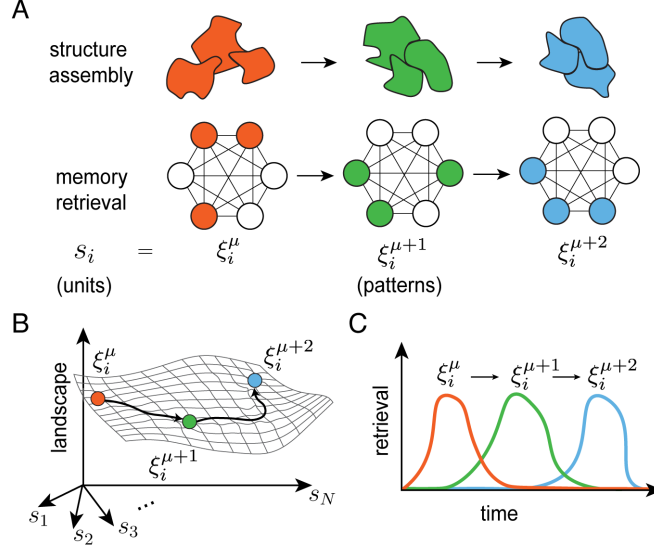 A
structure
assembly
memory
retrieval
s_i = ξ_i^μ ξ_i^{μ+1} ξ_i^{μ+2}
(units) (patterns)
B
landscape
ξ_i^μ
ξ_i^{μ+1}
ξ_i^{μ+2}
s_1
s_2
s_3
...
s_N
C
retrieval
ξ_i^μ → ξ_i^{μ+1} → ξ_i^{μ+2}
time